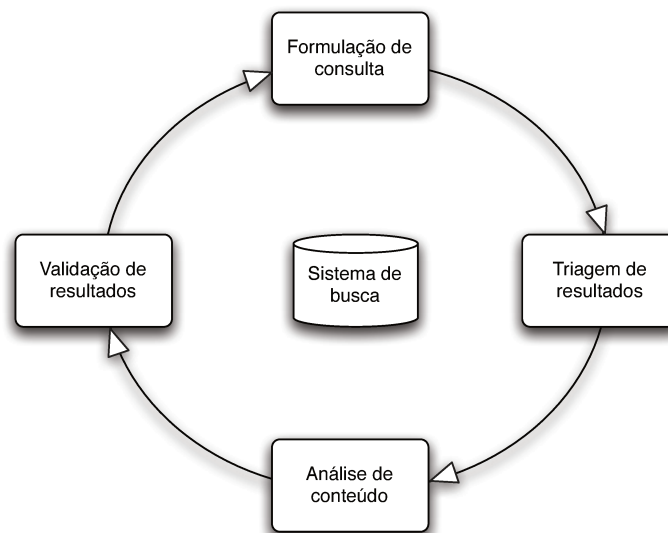 Formulação de
consulta
Validação de
resultados
Sistema de
busca
Triagem de
resultados
Análise de
conteúdo